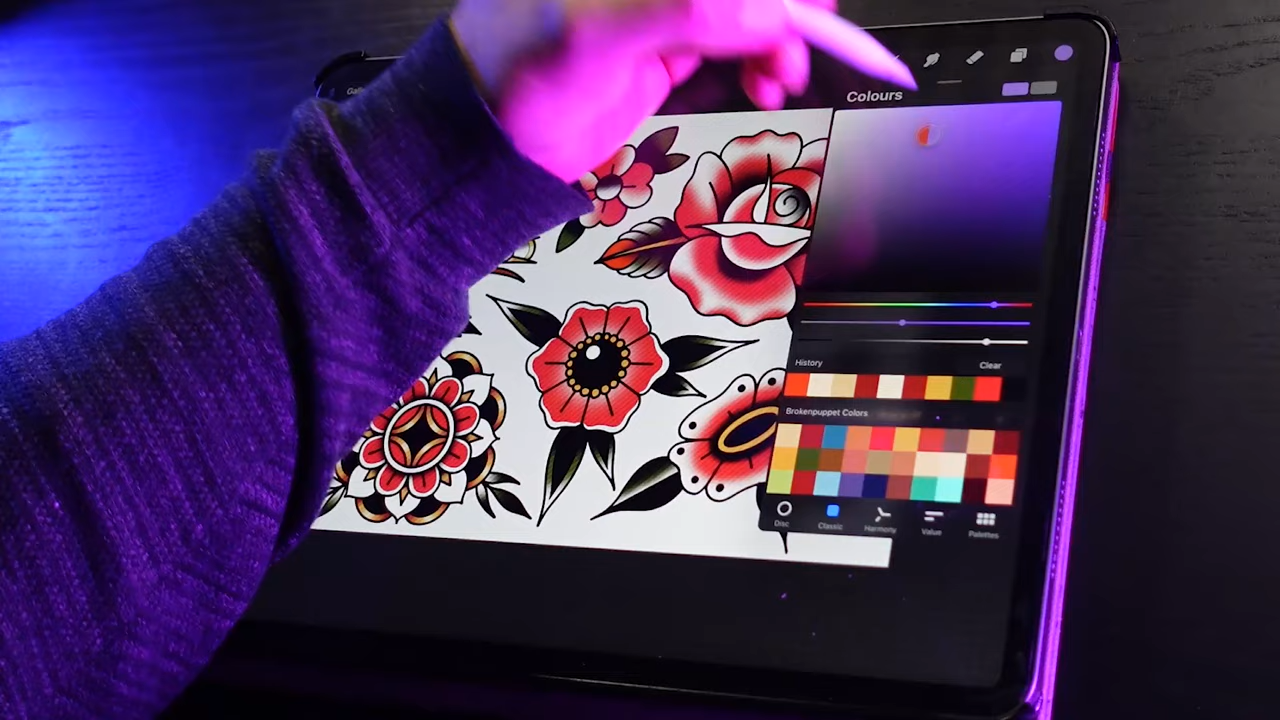 Colours
History Clear
Brokenpuppet Colors
Disc Classic Harmony Value Palettes